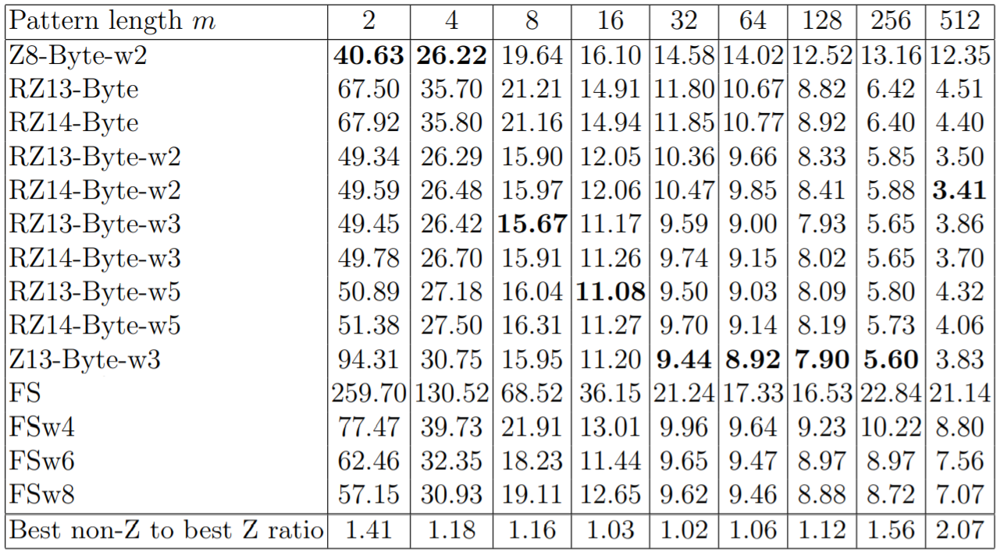 Pattern length m 2 4 8 16 32 64 128 256 512
Z8-Byte-w2 40.63 26.22 19.64 16.10 14.58 14.02 12.52 13.16 12.35
RZ13-Byte 67.50 35.70 21.21 14.91 11.80 10.67 8.82 6.42 4.51
RZ14-Byte 67.92 35.80 21.16 14.94 11.85 10.77 8.92 6.40 4.40
RZ13-Byte-w2 49.34 26.29 15.90 12.05 10.36 9.66 8.33 5.85 3.50
RZ14-Byte-w2 49.59 26.48 15.97 12.06 10.47 9.85 8.41 5.88 3.41
RZ13-Byte-w3 49.45 26.42 15.67 11.17 9.59 9.00 7.93 5.65 3.86
RZ14-Byte-w3 49.78 26.70 15.91 11.26 9.74 9.15 8.02 5.65 3.70
RZ13-Byte-w5 50.89 27.18 16.04 11.08 9.50 9.03 8.09 5.80 4.32
RZ14-Byte-w5 51.38 27.50 16.31 11.27 9.70 9.14 8.19 5.73 4.06
Z13-Byte-w3 94.31 30.75 15.95 11.20 9.44 8.92 7.90 5.60 3.83
FS 259.70 130.52 68.52 36.15 21.24 17.33 16.53 22.84 21.14
FSw4 77.47 39.73 21.91 13.01 9.96 9.64 9.23 10.22 8.80
FSw6 62.46 32.35 18.23 11.44 9.65 9.47 8.97 8.97 7.56
FSw8 57.15 30.93 19.11 12.65 9.62 9.46 8.88 8.72 7.07
Best non-Z to best Z ratio 1.41 1.18 1.16 1.03 1.02 1.06 1.12 1.56 2.07